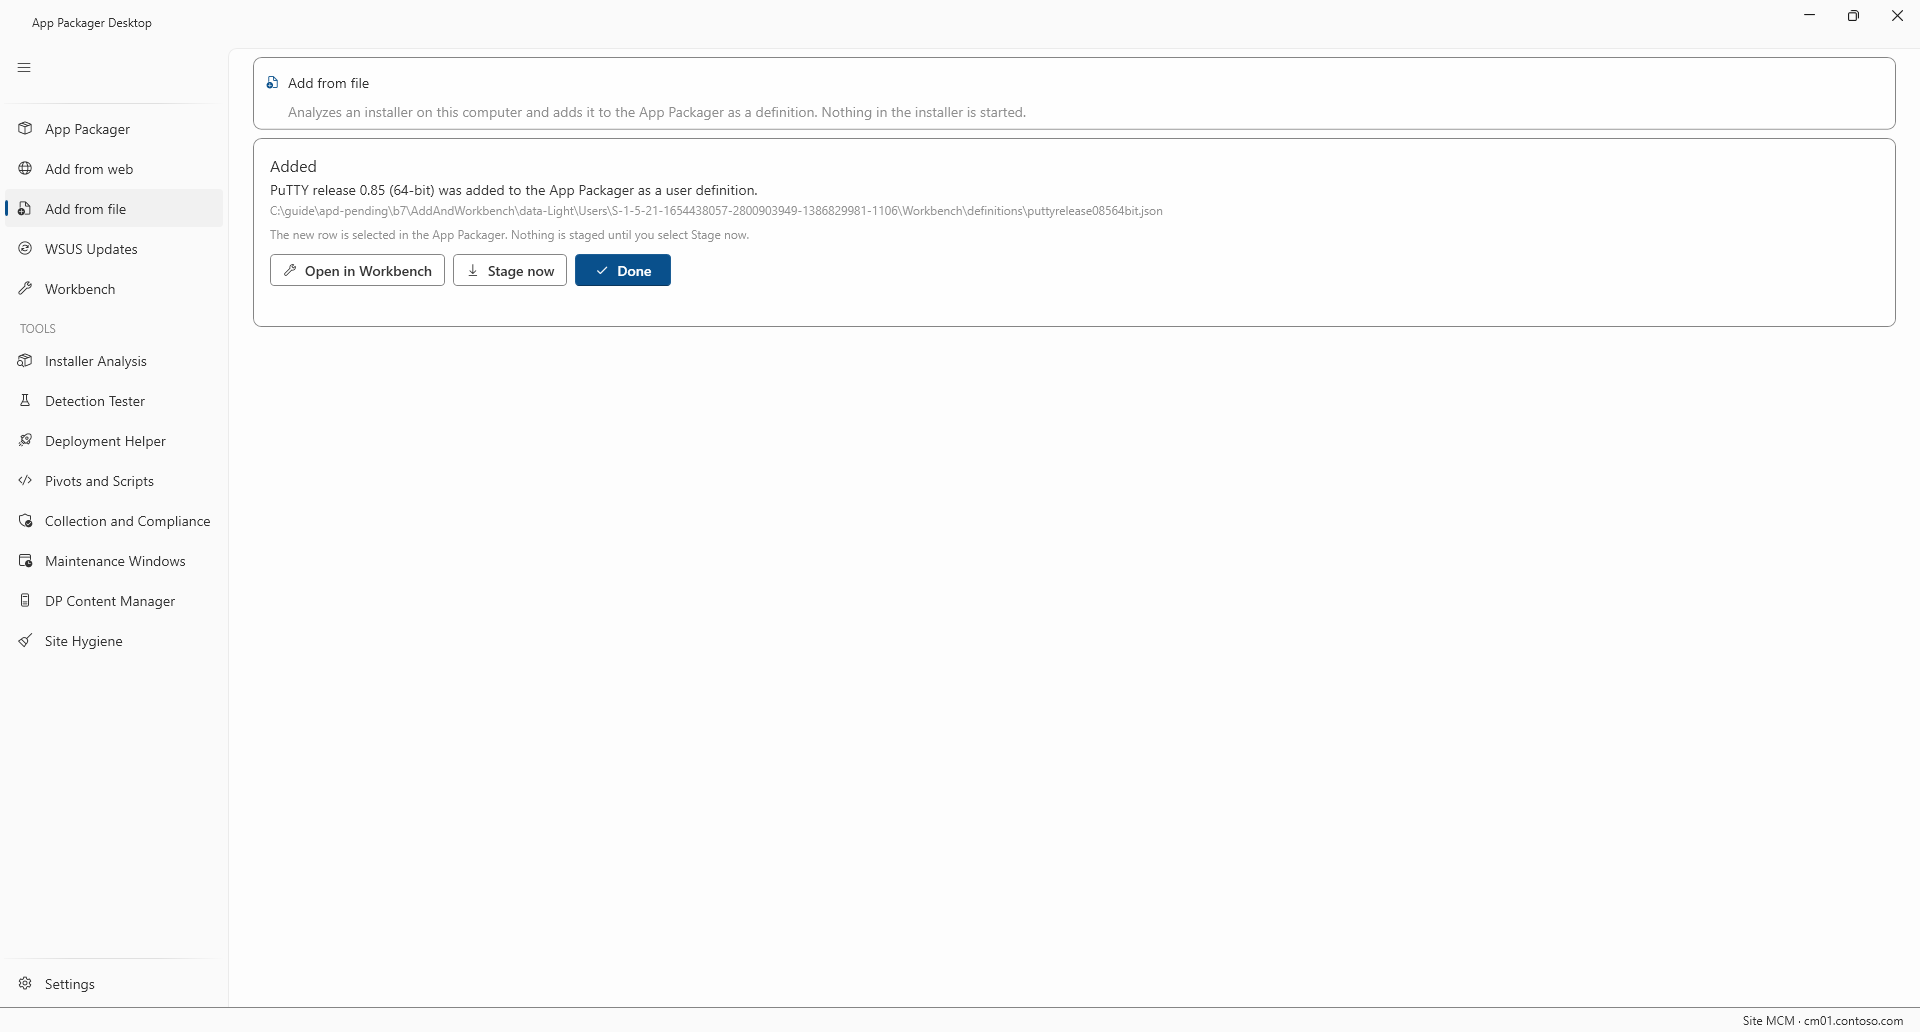 App Packager Desktop
App Packager
Add from web
Add from file
WSUS Updates
Workbench
TOOLS
Installer Analysis
Detection Tester
Deployment Helper
Pivots and Scripts
Collection and Compliance
Maintenance Windows
DP Content Manager
Site Hygiene
Settings
Add from file
Analyzes an installer on this computer and adds it to the App Packager as a definition. Nothing in the installer is started.
Added
PuTTY release 0.85 (64-bit) was added to the App Packager as a user definition.
C:\guide\apd-pending\b7\AddAndWorkbench\data-Light\Users\S-1-5-21-1654438057-2800903949-1386829981-1106\Workbench\definitions\puttyrelease08564bit.json
The new row is selected in the App Packager. Nothing is staged until you select Stage now.
Open in Workbench
Stage now
Done
Site MCM · cm01.contoso.com